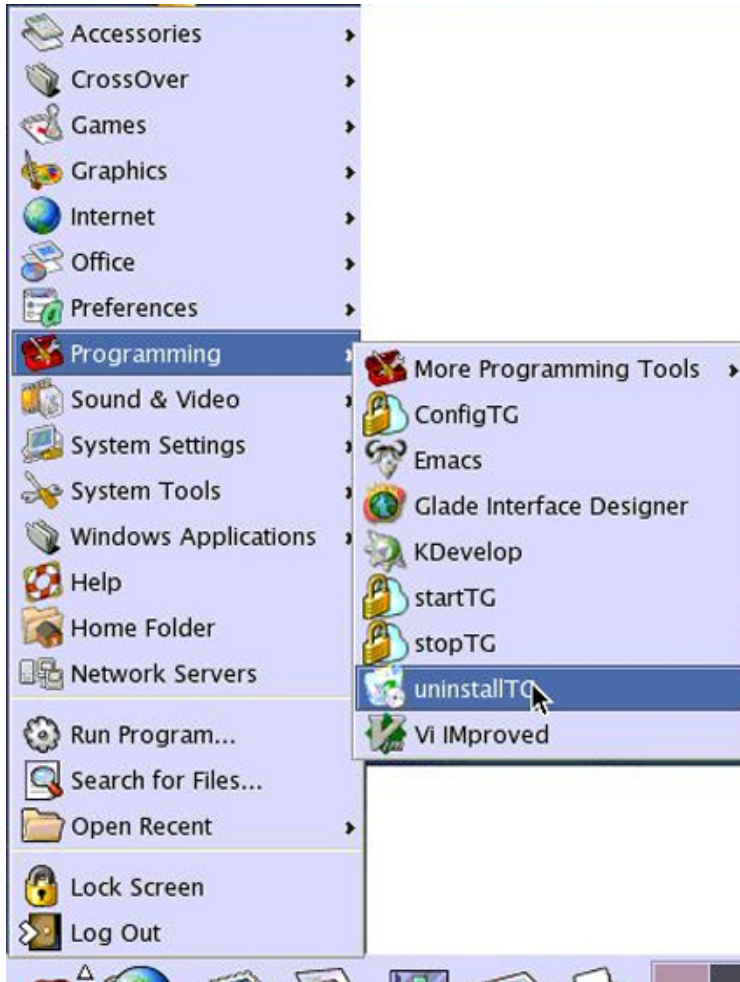 Accessories
CrossOver
Games
Graphics
Internet
Office
Preferences
Programming
Sound & Video
System Settings
System Tools
Windows Applications
Help
Home Folder
Network Servers
Run Program...
Search for Files...
Open Recent
Lock Screen
Log Out
More Programming Tools
ConfigTG
Emacs
Glade Interface Designer
KDevelop
startTG
stopTG
uninstallTG
Vi IMproved